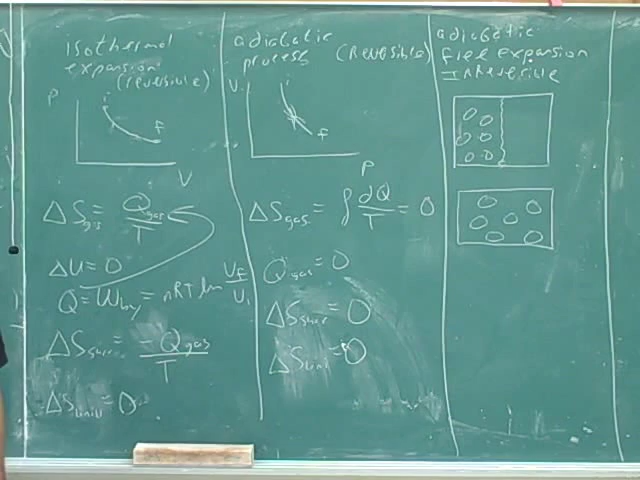 isothermal
expansion
(reversible)
P
i
f
V
ΔS_gas = Q_gas / T
ΔU = 0
Q = W_by = nRT ln V_f / V_i
ΔS_surr = -Q_gas / T
ΔS_univ = 0
adiabatic
process (Reversible)
V
i
f
P
ΔS_gas = ∫ dQ / T = 0
Q_gas = 0
ΔS_surr = 0
ΔS_univ = 0
adiabatic
free expansion
IRReversible